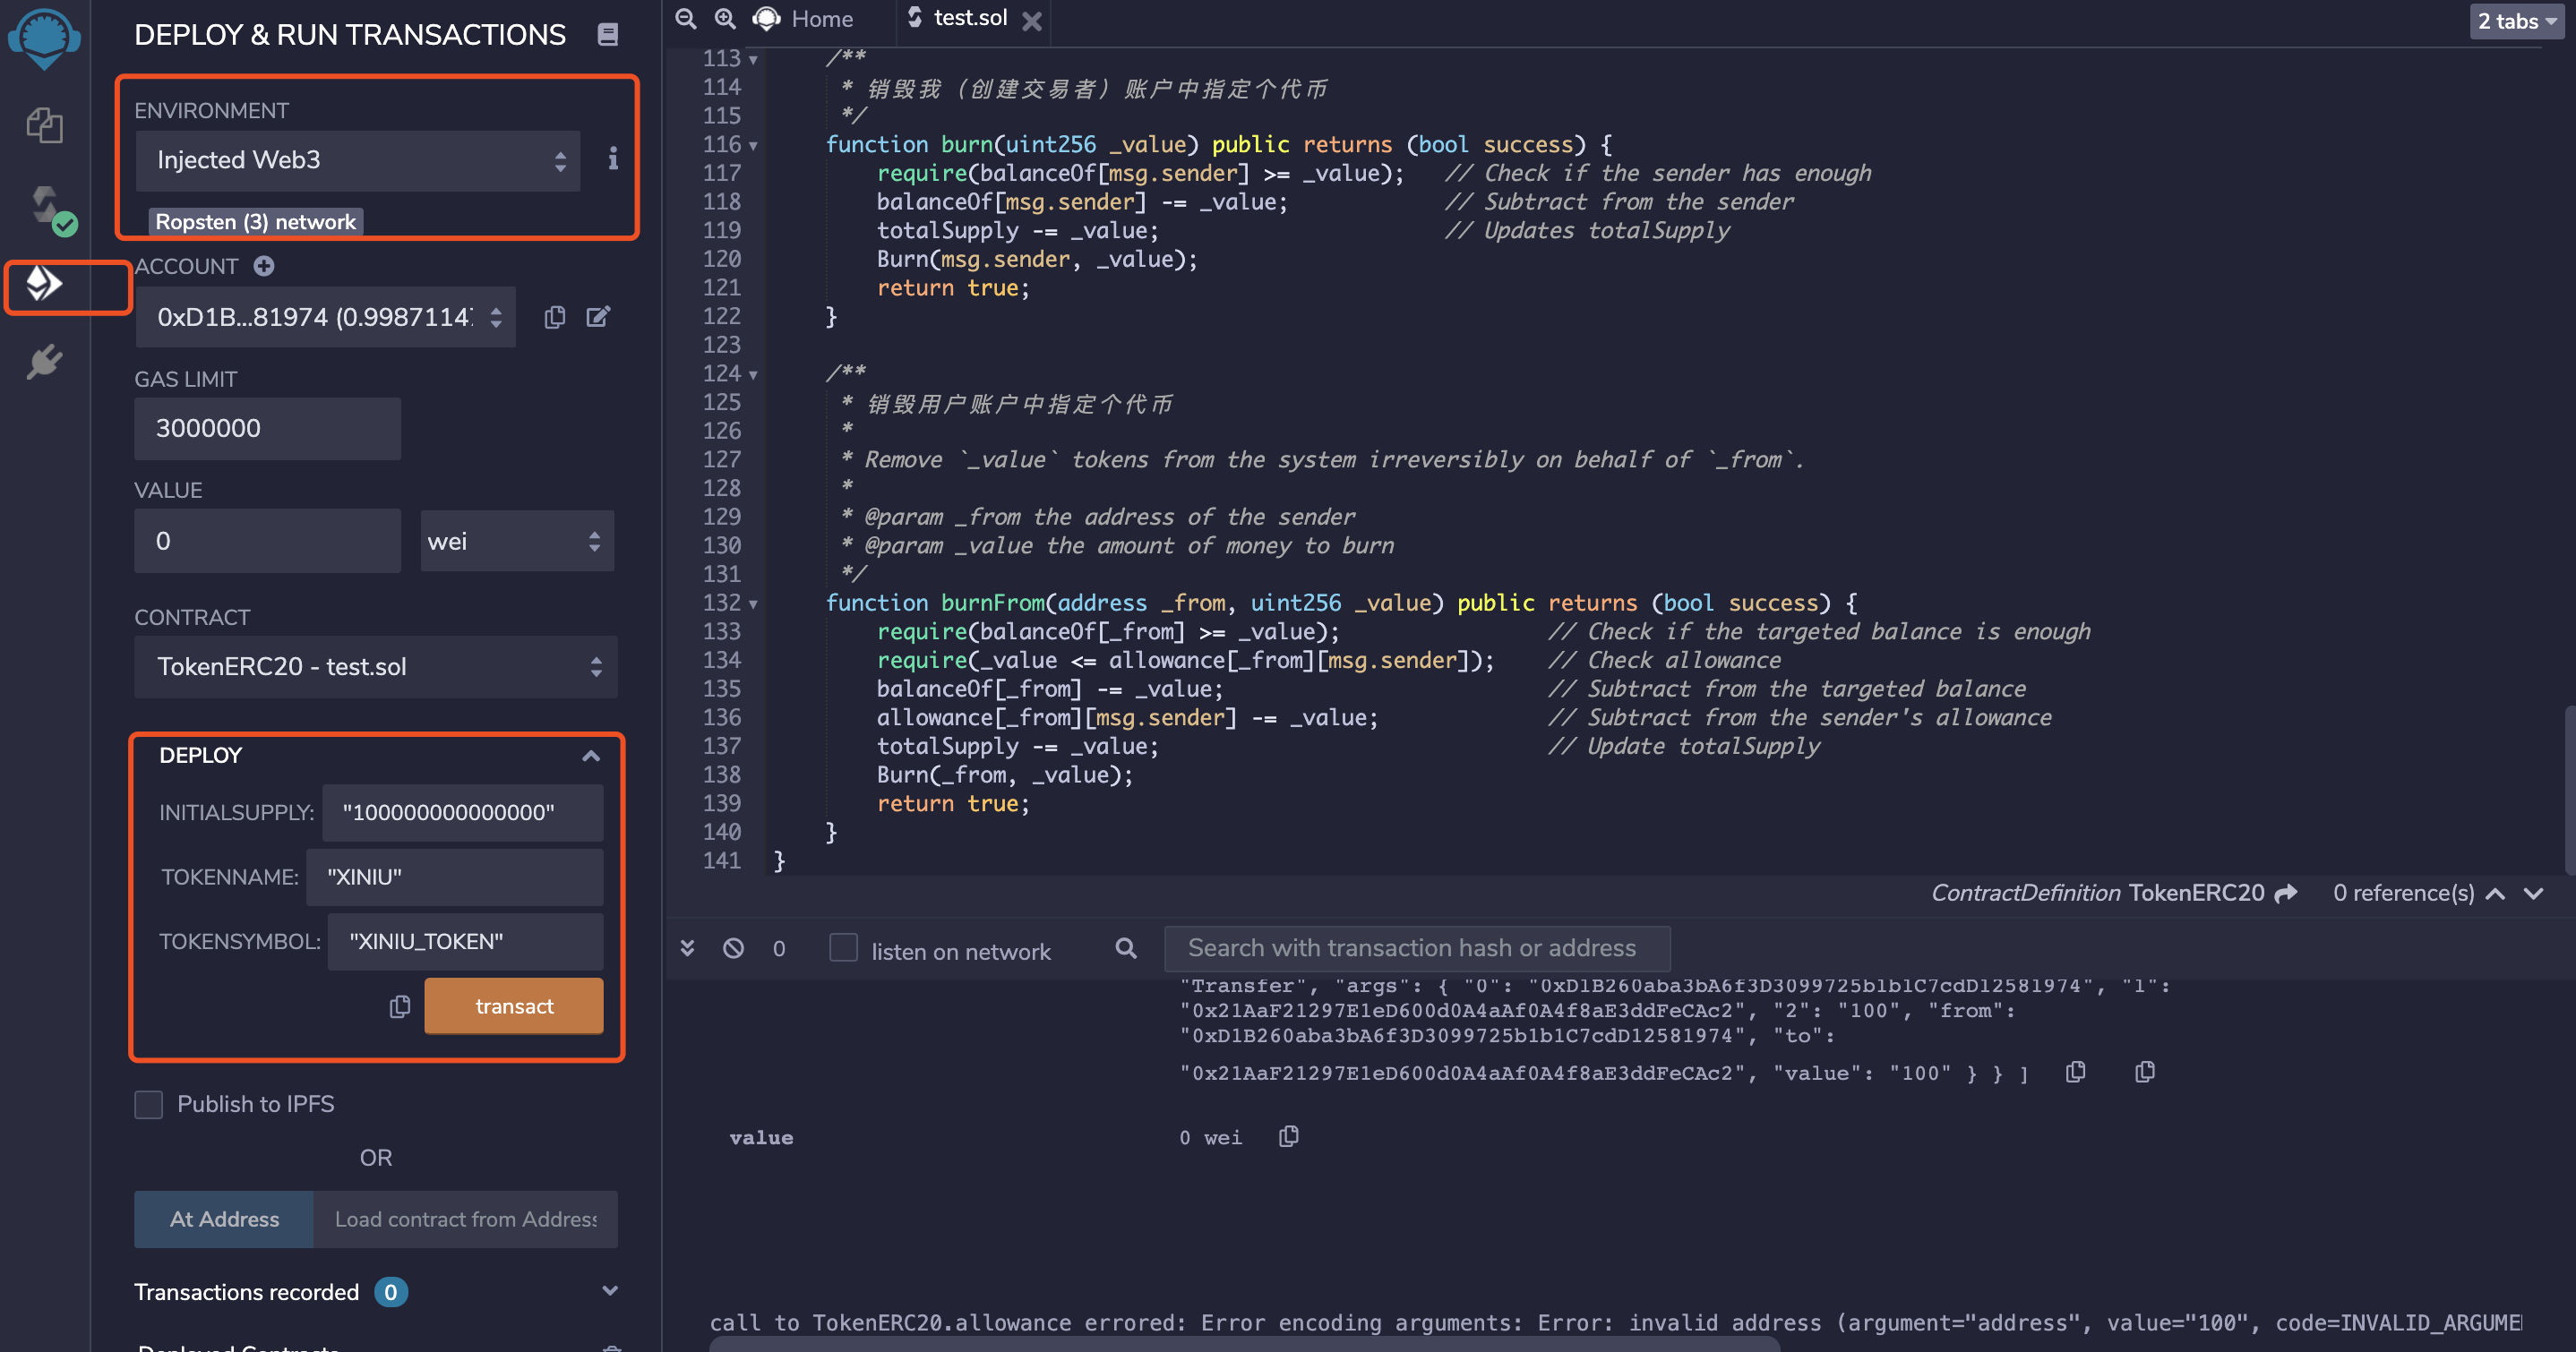 DEPLOY & RUN TRANSACTIONS
ENVIRONMENT
Injected Web3
Ropsten (3) network
ACCOUNT
0xD1B...81974 (0.9987114
GAS LIMIT
3000000
VALUE
0
wei
CONTRACT
TokenERC20 - test.sol
DEPLOY
INITIALSUPPLY: "100000000000000"
TOKENNAME: "XINIU"
TOKENSYMBOL: "XINIU_TOKEN"
transact
Publish to IPFS
OR
At Address
Load contract from Address
Transactions recorded 0
Deployed Contracts
Home
test.sol
2 tabs
113 /**
114 * 销毁我（创建交易者）账户中指定个代币
115 */
116 function burn(uint256 _value) public returns (bool success) {
117 require(balanceOf[msg.sender] >= _value); // Check if the sender has enough
118 balanceOf[msg.sender] -= _value; // Subtract from the sender
119 totalSupply -= _value; // Updates totalSupply
120 Burn(msg.sender, _value);
121 return true;
122 }
123
124 /**
125 * 销毁用户账户中指定个代币
126 *
127 * Remove `_value` tokens from the system irreversibly on behalf of `_from`.
128 *
129 * @param _from the address of the sender
130 * @param _value the amount of money to burn
131 */
132 function burnFrom(address _from, uint256 _value) public returns (bool success) {
133 require(balanceOf[_from] >= _value); // Check if the targeted balance is enough
134 require(_value <= allowance[_from][msg.sender]); // Check allowance
135 balanceOf[_from] -= _value; // Subtract from the targeted balance
136 allowance[_from][msg.sender] -= _value; // Subtract from the sender's allowance
137 totalSupply -= _value; // Update totalSupply
138 Burn(_from, _value);
139 return true;
140 }
141 }
ContractDefinition TokenERC20 0 reference(s)
0
listen on network
Search with transaction hash or address
"Transfer", "args": { "0": "0xD1B260aba3bA6f3D3099725b1b1C7cdD12581974", "1":
"0x21AaF21297E1eD600d0A4aAf0A4f8aE3ddFeCAc2", "2": "100", "from":
"0xD1B260aba3bA6f3D3099725b1b1C7cdD12581974", "to":
"0x21AaF21297E1eD600d0A4aAf0A4f8aE3ddFeCAc2", "value": "100" } } ]
value 0 wei
call to TokenERC20.allowance errored: Error encoding arguments: Error: invalid address (argument="address", value="100", code=INVALID_ARGUME